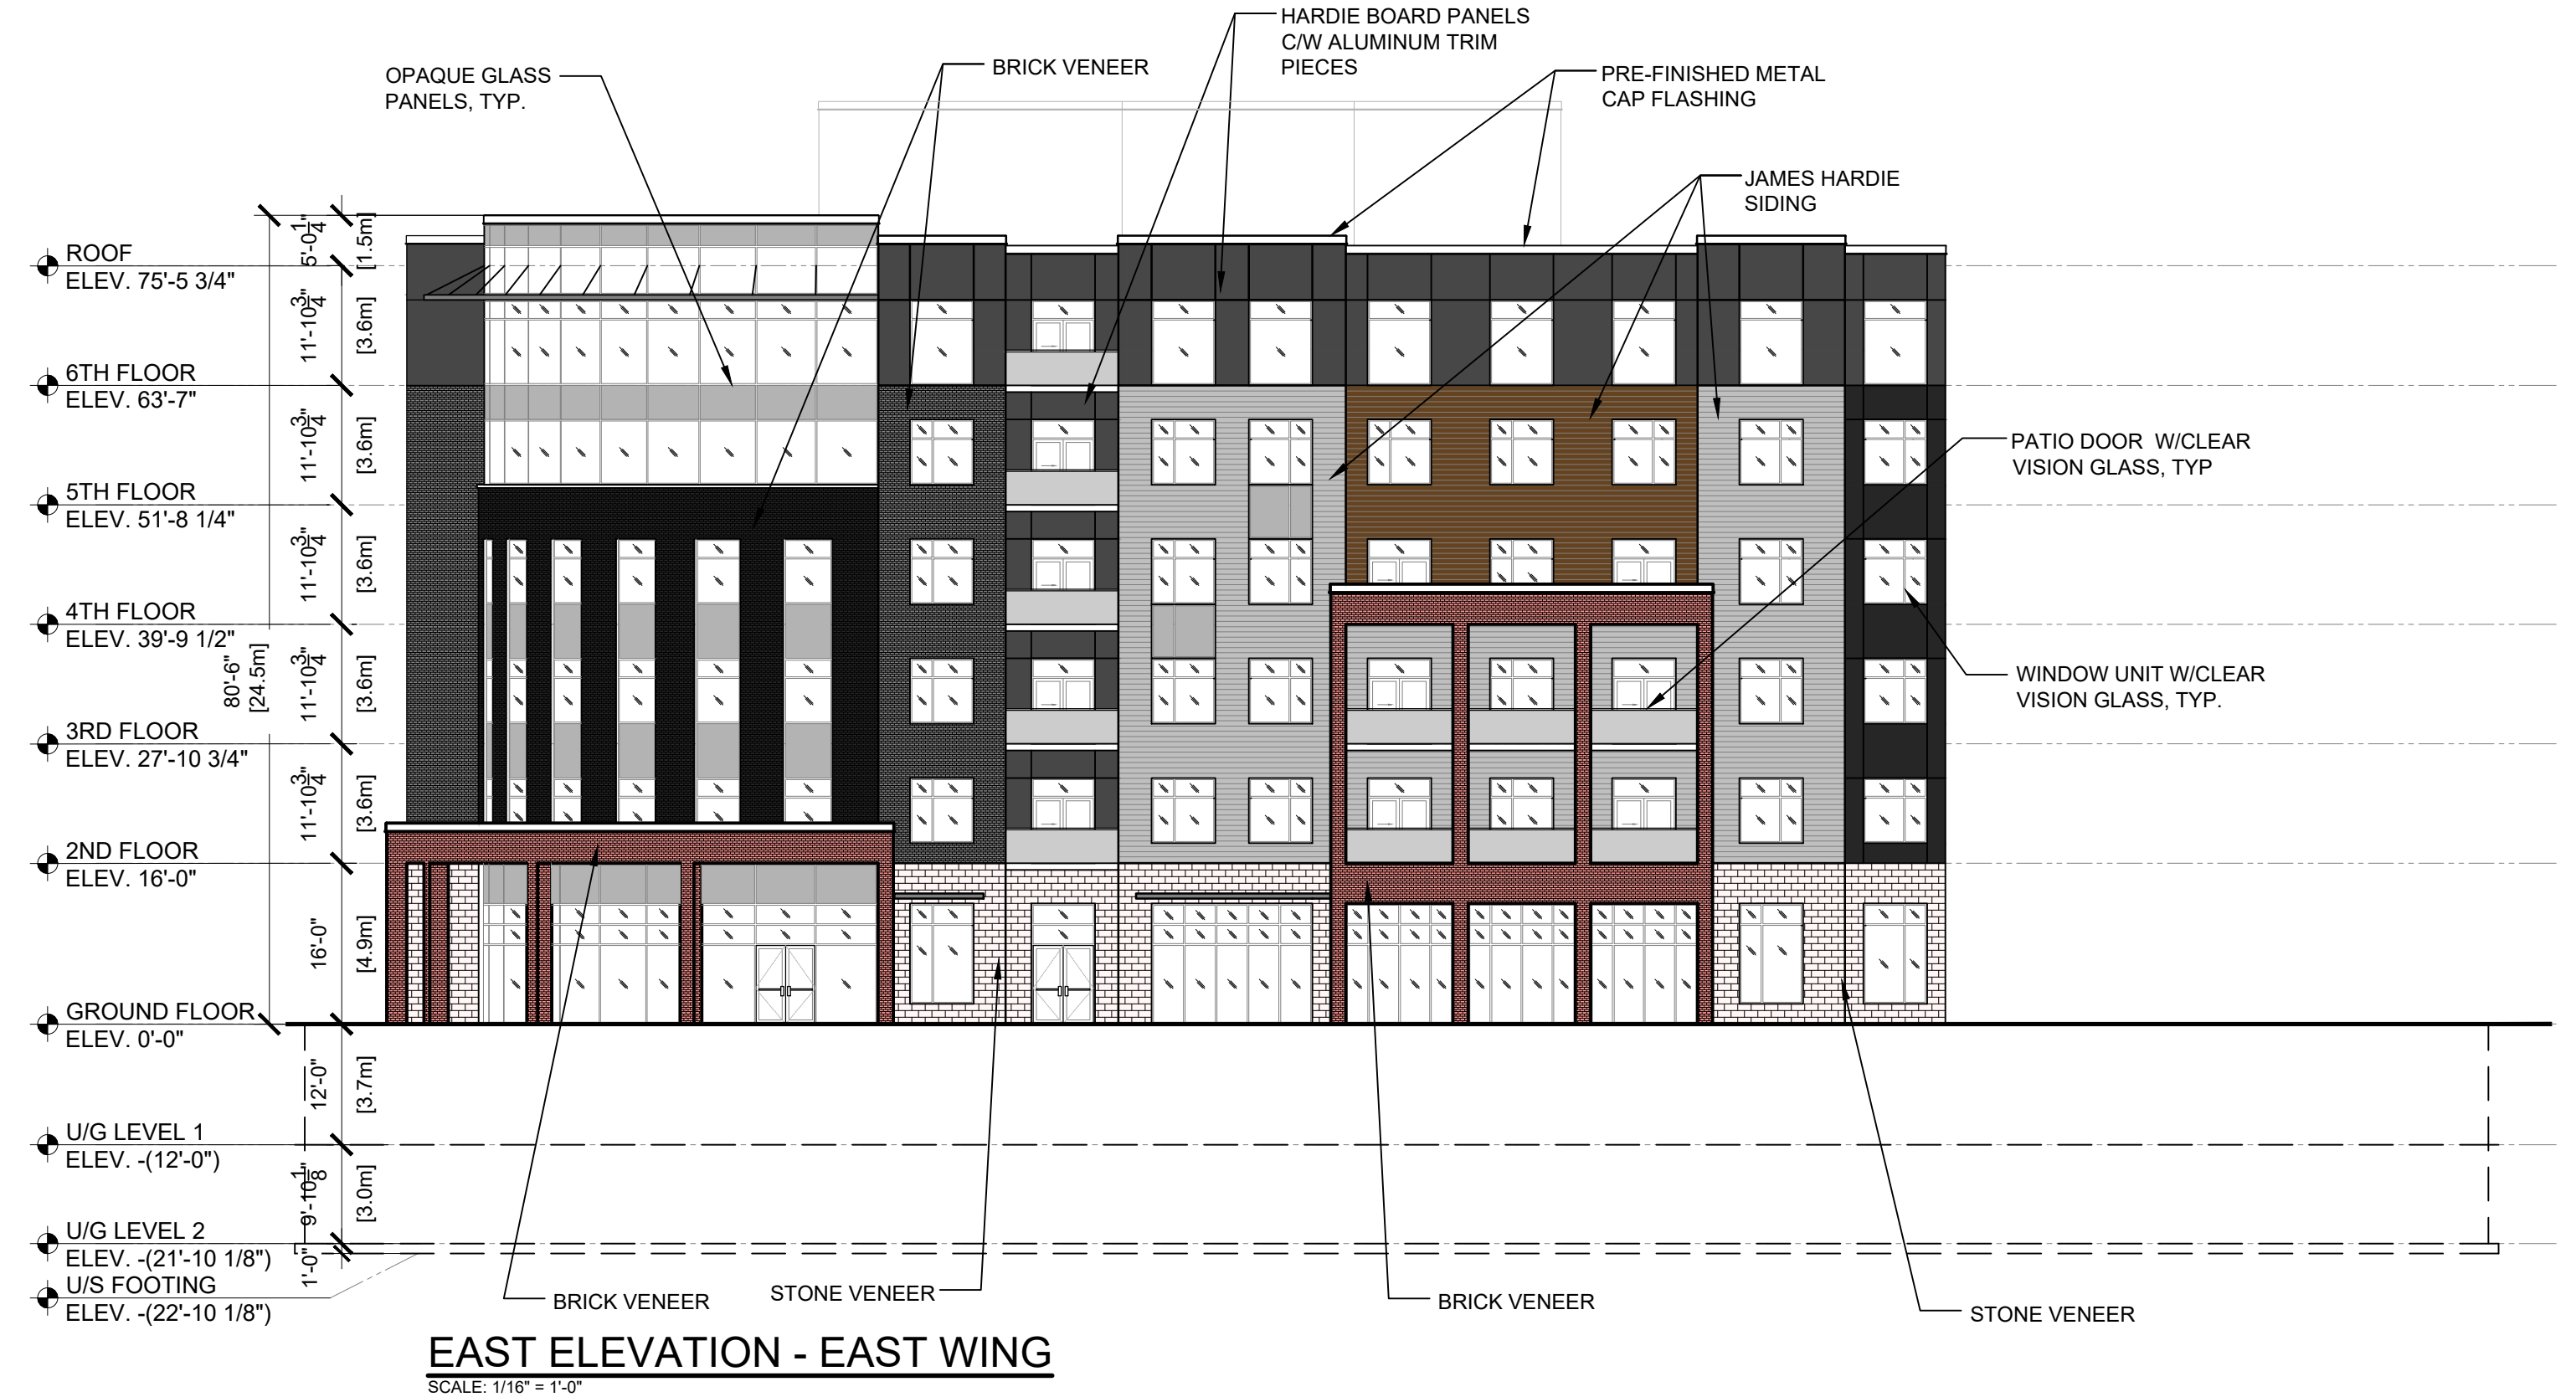 HARDIE BOARD PANELS
C/W ALUMINUM TRIM
PIECES
OPAQUE GLASS
PANELS, TYP.
BRICK VENEER
PRE-FINISHED METAL
CAP FLASHING
JAMES HARDIE
SIDING
PATIO DOOR W/CLEAR
VISION GLASS, TYP
WINDOW UNIT W/CLEAR
VISION GLASS, TYP.
ROOF
ELEV. 75'-5 3/4"
6TH FLOOR
ELEV. 63'-7"
5TH FLOOR
ELEV. 51'-8 1/4"
4TH FLOOR
ELEV. 39'-9 1/2"
3RD FLOOR
ELEV. 27'-10 3/4"
2ND FLOOR
ELEV. 16'-0"
GROUND FLOOR
ELEV. 0'-0"
U/G LEVEL 1
ELEV. -(12'-0")
U/G LEVEL 2
ELEV. -(21'-10 1/8")
U/S FOOTING
ELEV. -(22'-10 1/8")
80'-6"
[24.5m]
5'-0 1/4"
[1.5m]
11'-10 3/4"
[3.6m]
11'-10 3/4"
[3.6m]
11'-10 3/4"
[3.6m]
11'-10 3/4"
[3.6m]
11'-10 3/4"
[3.6m]
16'-0"
[4.9m]
12'-0"
[3.7m]
9'-10 1/8"
[3.0m]
1'-0"
BRICK VENEER
STONE VENEER
BRICK VENEER
STONE VENEER
EAST ELEVATION - EAST WING
SCALE: 1/16" = 1'-0"